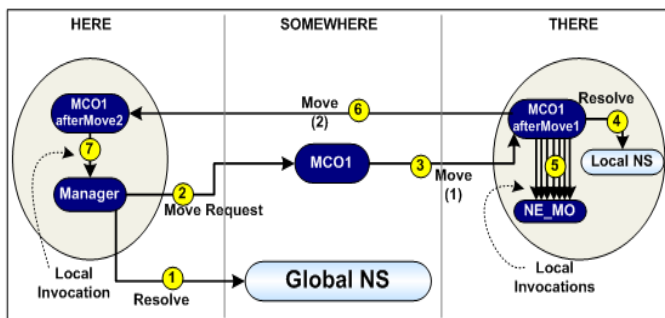 HERE
SOMEWHERE
THERE
MCO1
afterMove2
7
Manager
2
Move Request
1
Resolve
Local
Invocation
Move
(2)
6
MCO1
3
Move
(1)
Global NS
MCO1
afterMove1
Resolve
4
Local NS
5
NE_MO
Local
Invocations